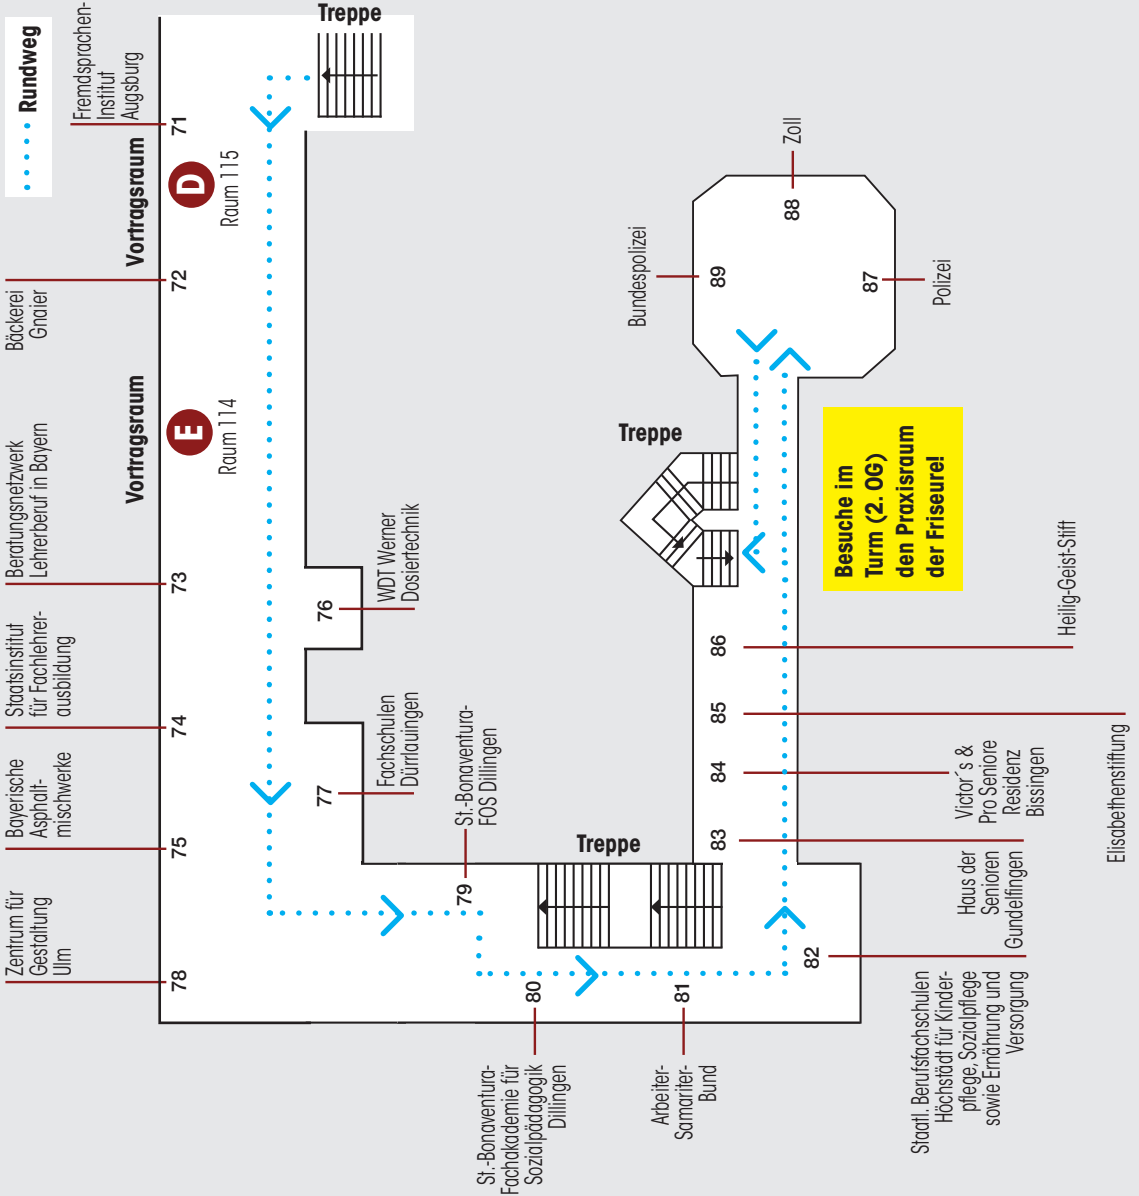 Rundweg
Treppe
Fremdsprachen-
Institut
Augsburg
71
Vortragsraum
D
Raum 115
72
Bäckerei
Gnaier
Vortragsraum
E
Raum 114
Beratungsnetzwerk
Lehrerberuf in Bayern
73
Staatsinstitut
für Fachlehrer-
ausbildung
74
Bayerische
Asphalt-
mischwerke
75
Zentrum für
Gestaltung
Ulm
78
76
WDT Werner
Dosiertechnik
77
Fachschulen
Dürrlauingen
79
St.-Bonaventura-
FOS Dillingen
Treppe
80
St.-Bonaventura-
Fachakademie für
Sozialpädagogik
Dillingen
81
Arbeiter-
Samariter-
Bund
82
Staatl. Berufsfachschulen
Höchstädt für Kinder-
pflege, Sozialpflege
sowie Ernährung und
Versorgung
83
Haus der
Senioren
Gundelfingen
84
Victor´s &
Pro Seniore
Residenz
Bissingen
85
Elisabethenstiftung
86
Heilig-Geist-Stift
Treppe
Besuche im
Turm (2. OG)
den Praxisraum
der Friseure!
87
Polizei
88
Zoll
89
Bundespolizei